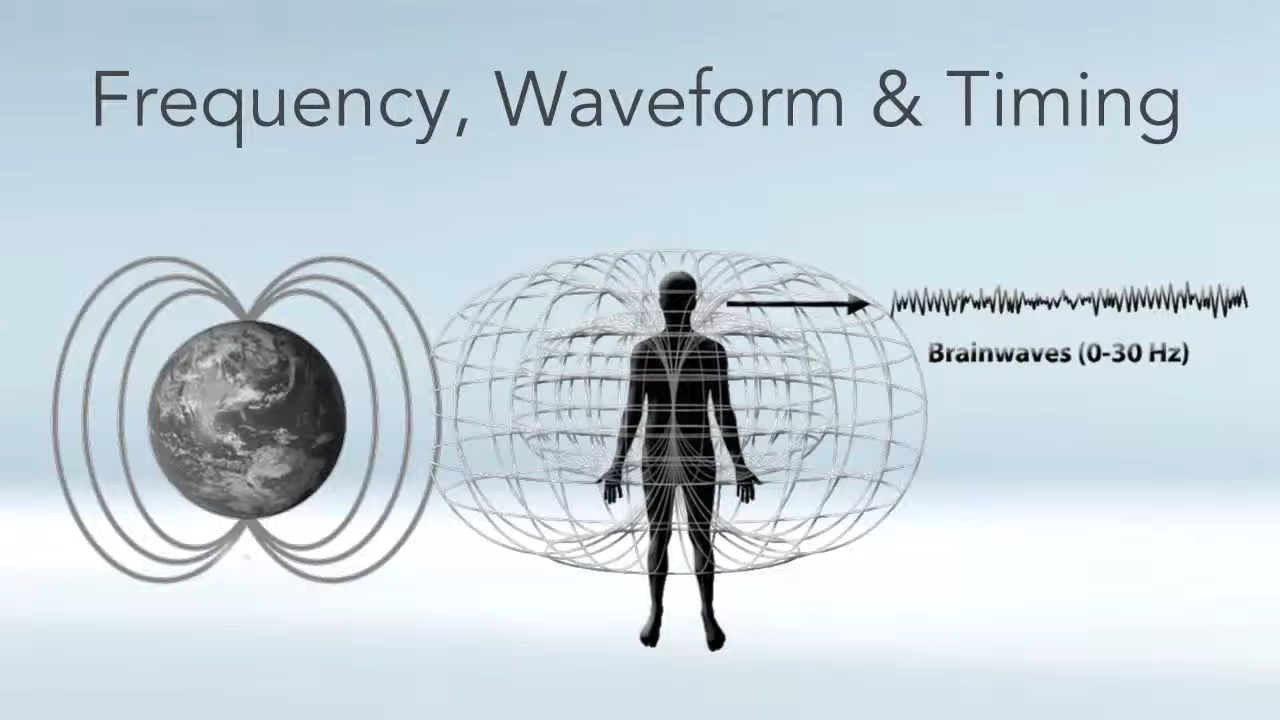 Frequency, Waveform & Timing
Brainwaves (0-30 Hz)